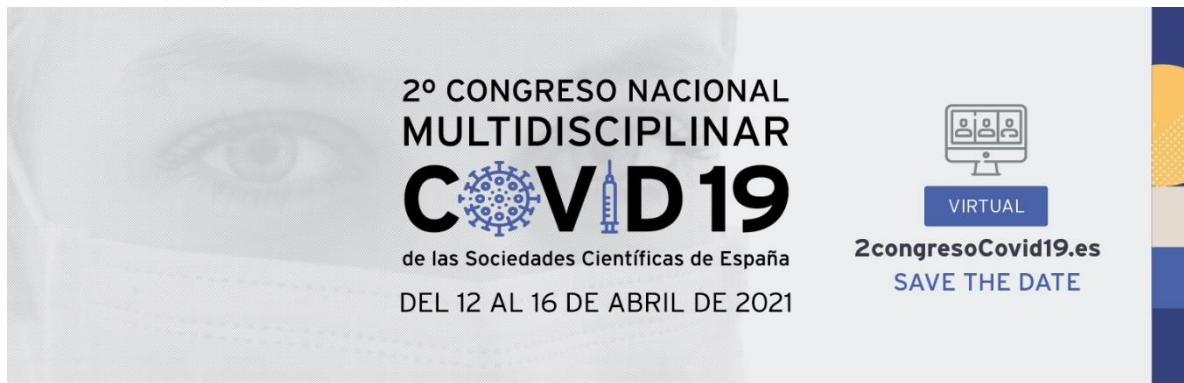 2º CONGRESO NACIONAL
MULTIDISCIPLINAR
COVID19
de las Sociedades Científicas de España
DEL 12 AL 16 DE ABRIL DE 2021
VIRTUAL
2congresoCovid19.es
SAVE THE DATE